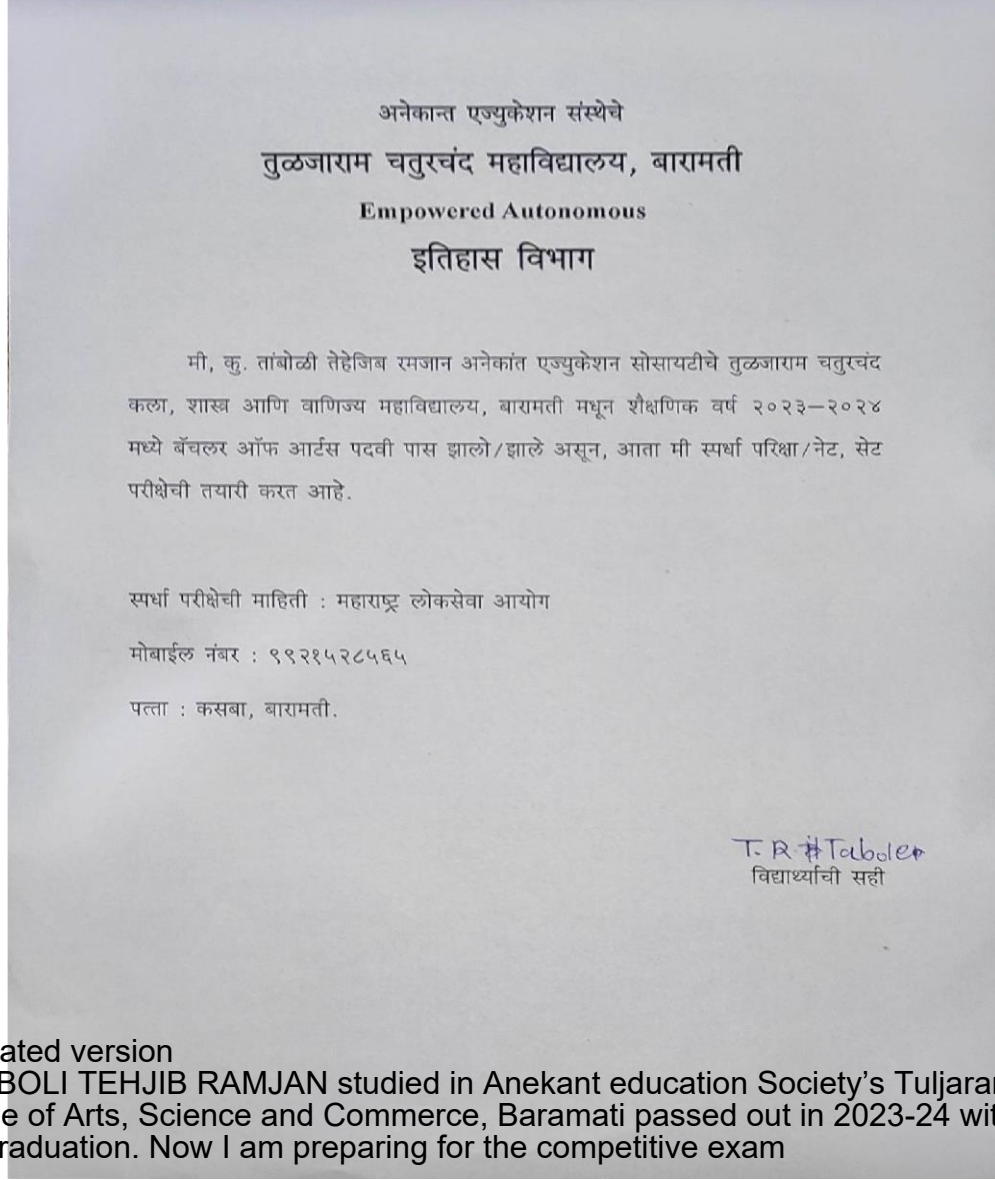 अनेकान्त एज्युकेशन संस्थेचे
तुळजाराम चतुरचंद महाविद्यालय, बारामती
Empowered Autonomous
इतिहास विभाग
मी, कु. तांबोळी तेहेजिब रमजान अनेकांत एज्युकेशन सोसायटीचे तुळजाराम चतुरचंद
कला, शास्त्र आणि वाणिज्य महाविद्यालय, बारामती मधून शैक्षणिक वर्ष २०२३–२०२४
मध्ये बॅचलर ऑफ आर्टस पदवी पास झालो/झाले असून, आता मी स्पर्धा परिक्षा/नेट, सेट
परीक्षेची तयारी करत आहे.
स्पर्धा परीक्षेची माहिती : महाराष्ट्र लोकसेवा आयोग
मोबाईल नंबर : ९९२१५२८५६५
पत्ता : कसबा, बारामती.
T. R
विद्यार्थ्याची सही
ated version
BOLI TEHJIB RAMJAN studied in Anekant education Society’s Tuljara
e of Arts, Science and Commerce, Baramati passed out in 2023-24 wit
raduation. Now I am preparing for the competitive exam